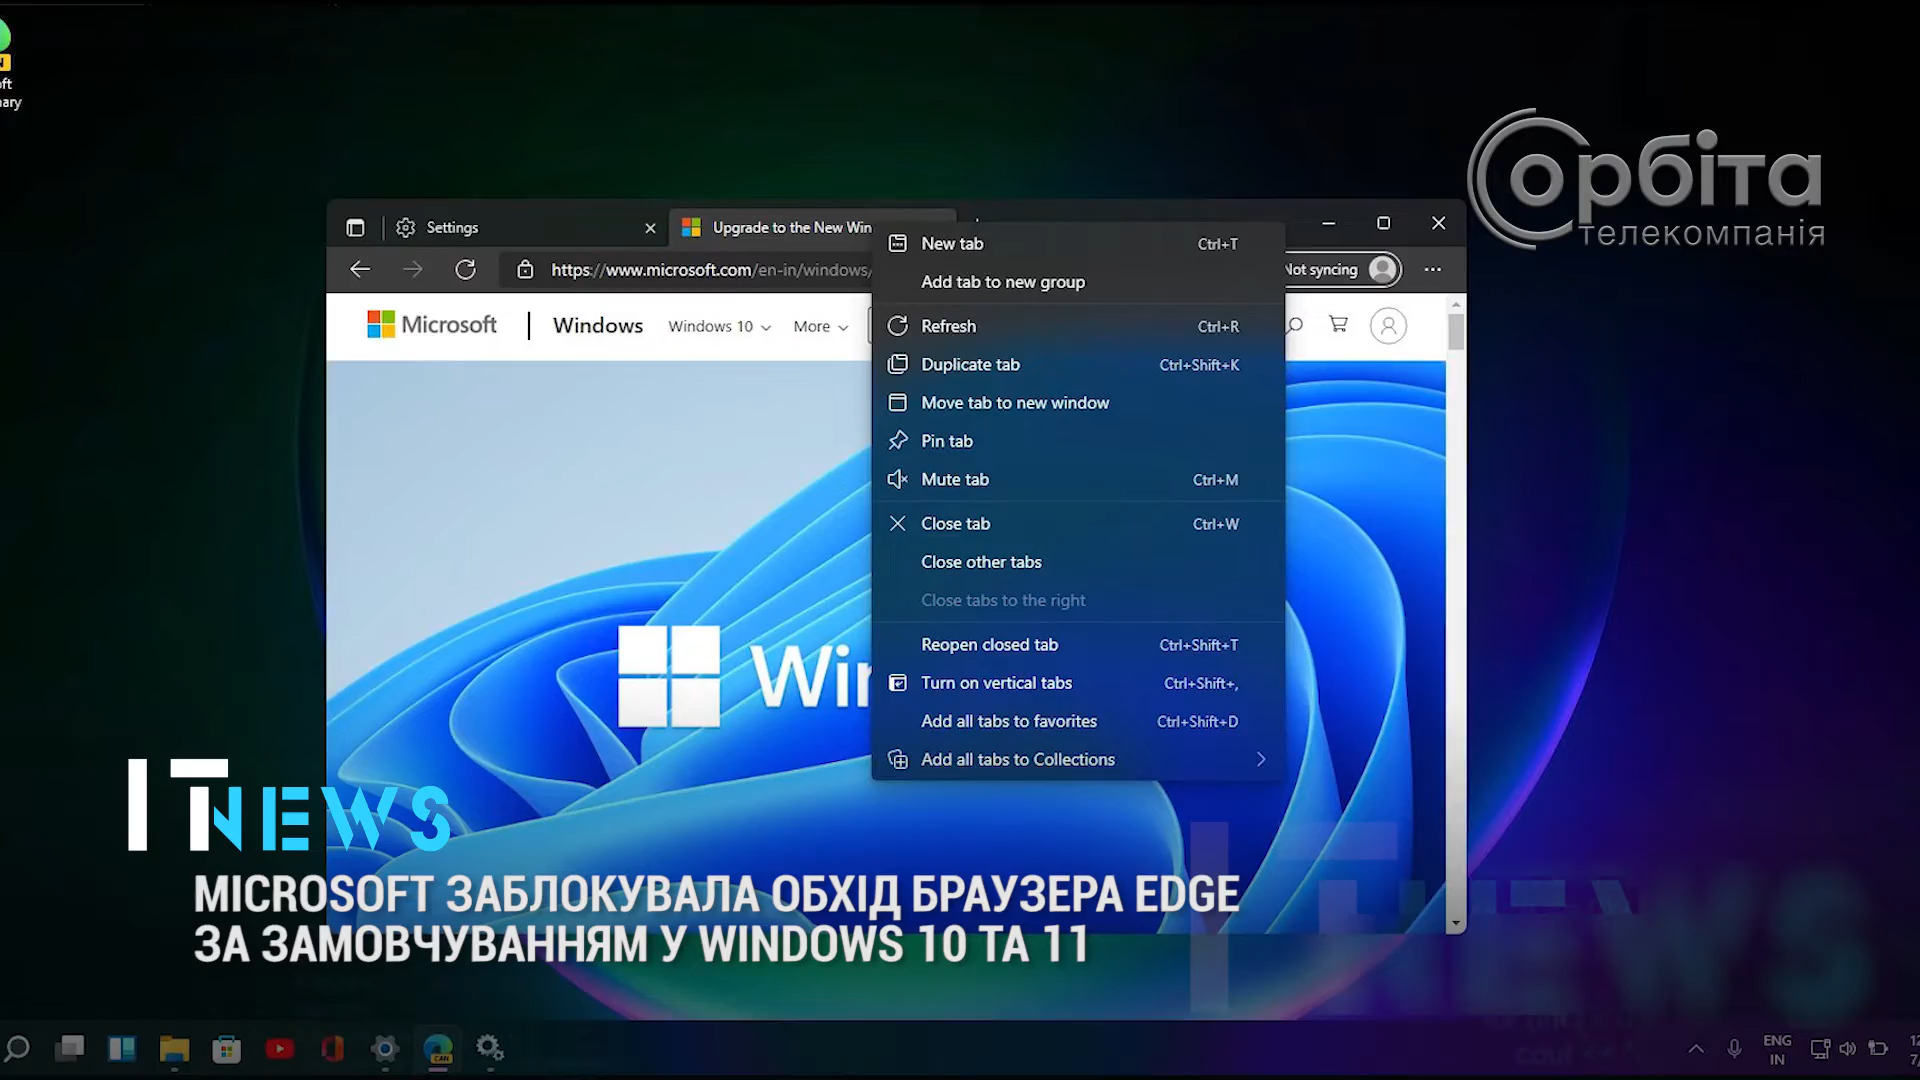 орбіта
телекомпанія
Settings
Upgrade to the New Win
https://www.microsoft.com/en-in/windows/
Not syncing
Microsoft
Windows
Windows 10
More
New tab Ctrl+T
Add tab to new group
Refresh Ctrl+R
Duplicate tab Ctrl+Shift+K
Move tab to new window
Pin tab
Mute tab Ctrl+M
Close tab Ctrl+W
Close other tabs
Close tabs to the right
Reopen closed tab Ctrl+Shift+T
Turn on vertical tabs Ctrl+Shift+,
Add all tabs to favorites Ctrl+Shift+D
Add all tabs to Collections
Win
IT NEWS
MICROSOFT ЗАБЛОКУВАЛА ОБХІД БРАУЗЕРА EDGE
ЗА ЗАМОВЧУВАННЯМ У WINDOWS 10 ТА 11
CAN
ENG
IN